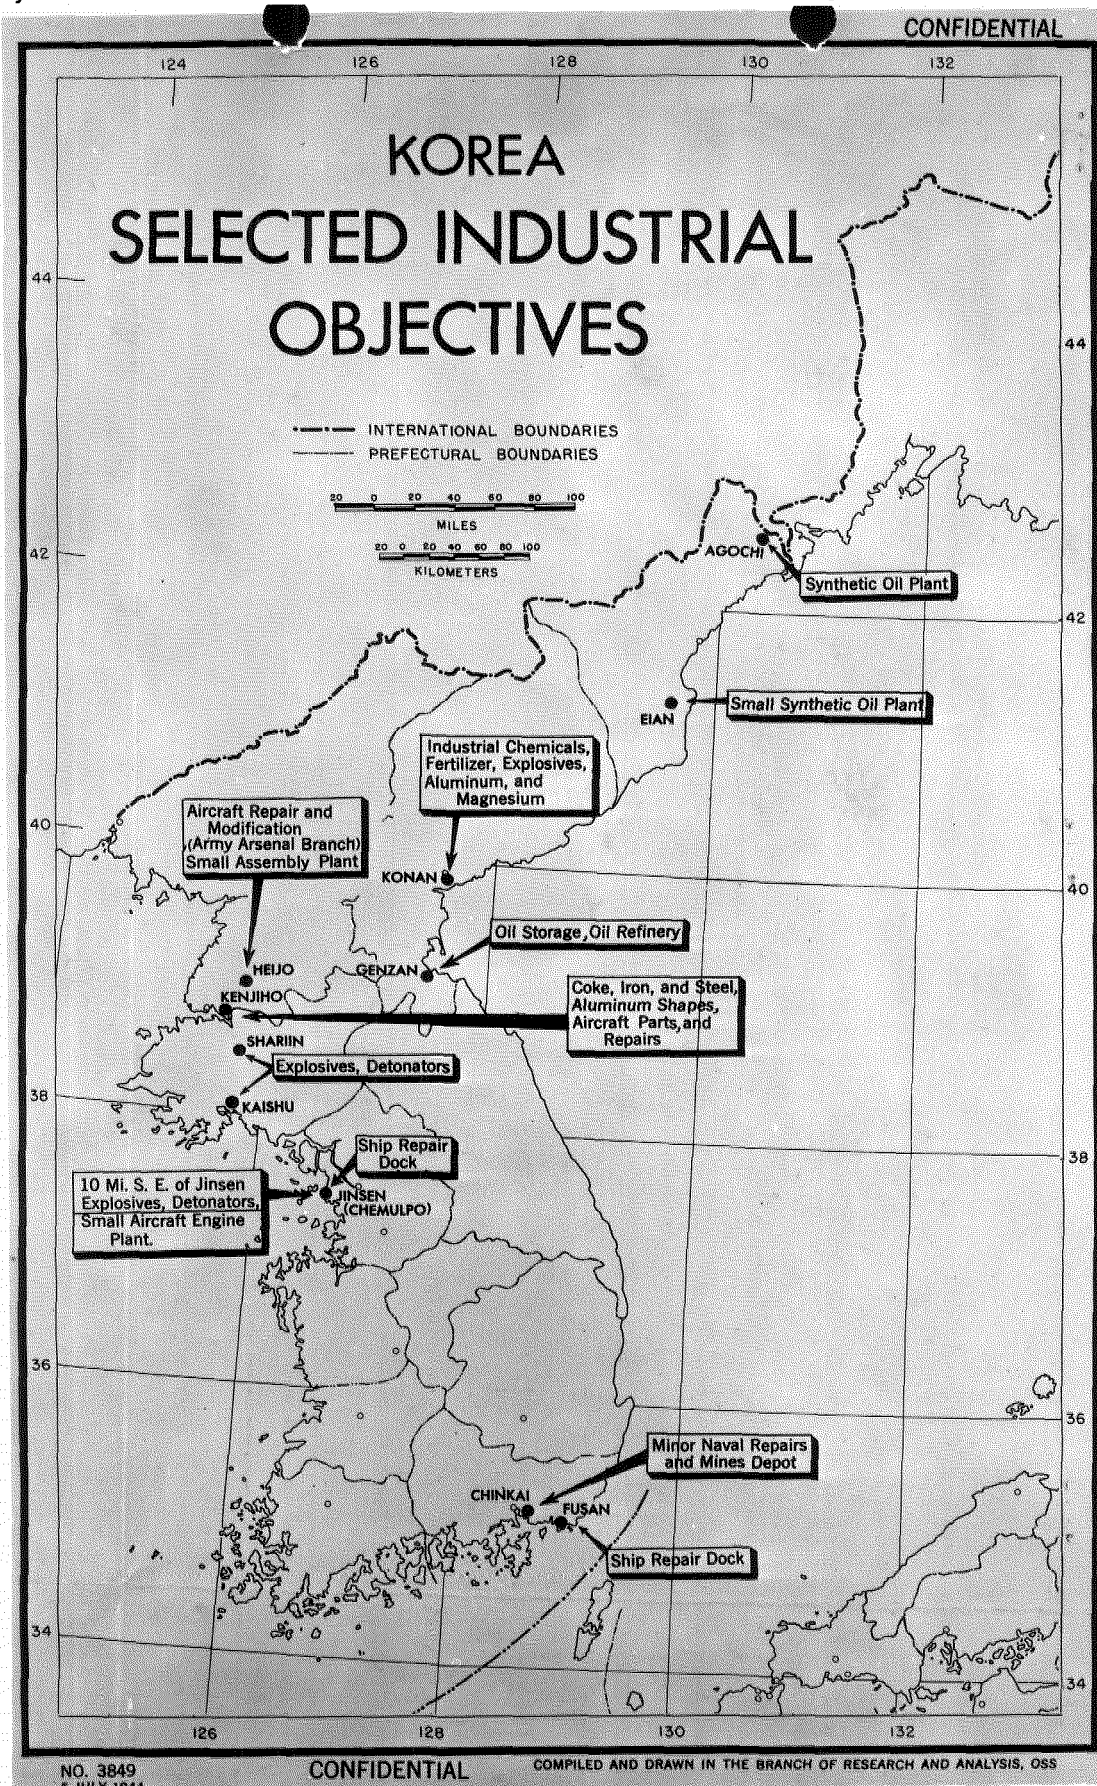 CONFIDENTIAL
124 126 128 130 132
KOREA
SELECTED INDUSTRIAL
OBJECTIVES
44
44
INTERNATIONAL BOUNDARIES
PREFECTURAL BOUNDARIES
20 0 20 40 60 80 100
MILES
20 0 20 40 60 80 100
KILOMETERS
42
AGOCHI
Synthetic Oil Plant
42
EIAN
Small Synthetic Oil Plant
Industrial Chemicals,
Fertilizer, Explosives,
Aluminum, and
Magnesium
Aircraft Repair and
Modification
(Army Arsenal Branch)
Small Assembly Plant
40
KONAN
40
Oil Storage, Oil Refinery
HEIJO
GENZAN
KENJIHO
Coke, Iron, and Steel,
Aluminum Shapes,
Aircraft Parts, and
Repairs
SHARIIN
Explosives, Detonators
38
KAISHU
Ship Repair
Dock
38
10 Mi. S. E. of Jinsen
Explosives, Detonators,
Small Aircraft Engine
Plant.
JINSEN
(CHEMULPO)
36
36
Minor Naval Repairs
and Mines Depot
CHINKAI
FUSAN
Ship Repair Dock
34
34
126 128 130 132
NO. 3849
5 JULY 1944
CONFIDENTIAL
COMPILED AND DRAWN IN THE BRANCH OF RESEARCH AND ANALYSIS, OSS